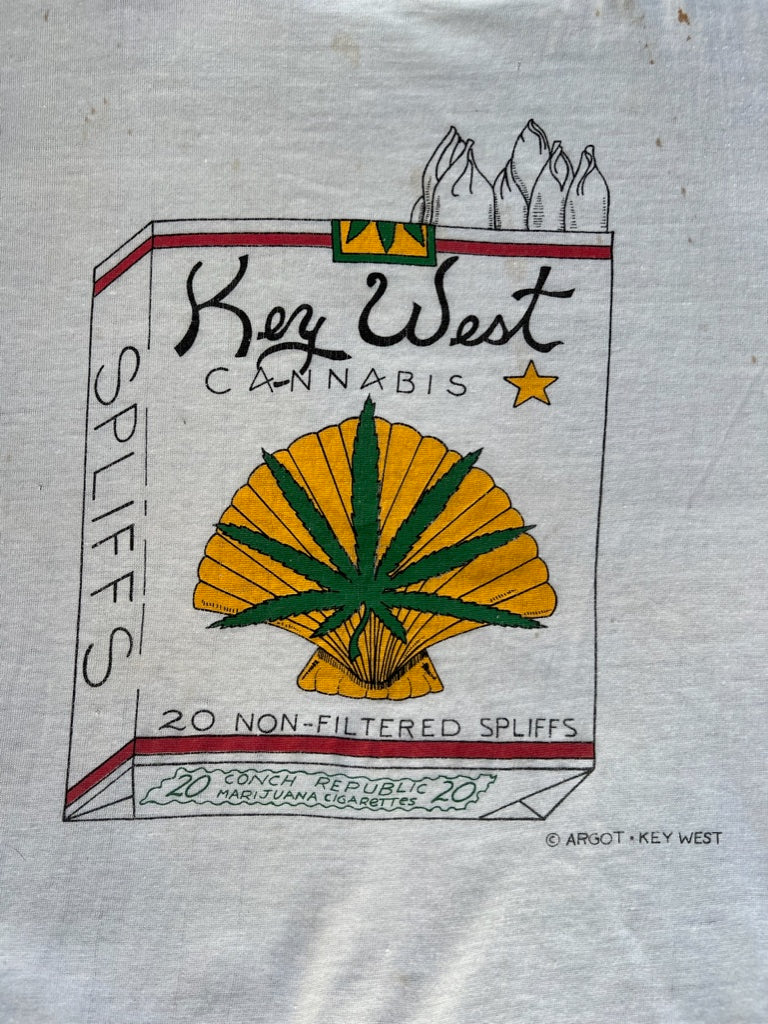 Key West
CANNABIS
SPLIFFS
20 NON-FILTERED SPLIFFS
20 CONCH REPUBLIC 20
MARIJUANA CIGARETTES
© ARGOT • KEY WEST